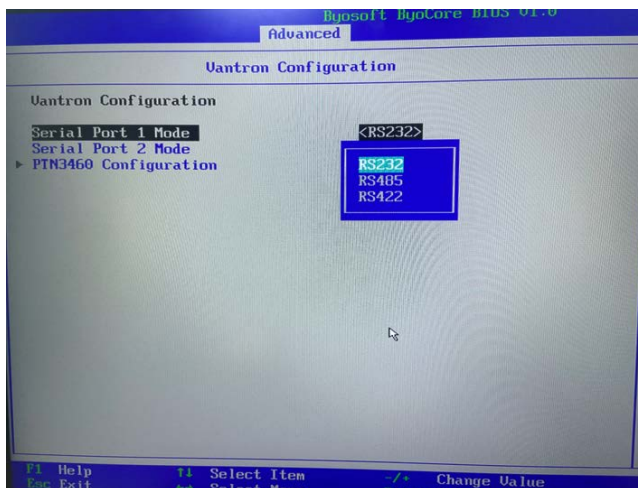 Byosoft ByoCore BIOS V1.0
Advanced
Vantron Configuration
Vantron Configuration
Serial Port 1 Mode <RS232>
Serial Port 2 Mode
PTN3460 Configuration
RS232
RS485
RS422
F1 Help ↑↓ Select Item -/+ Change Value
Esc Exit Select